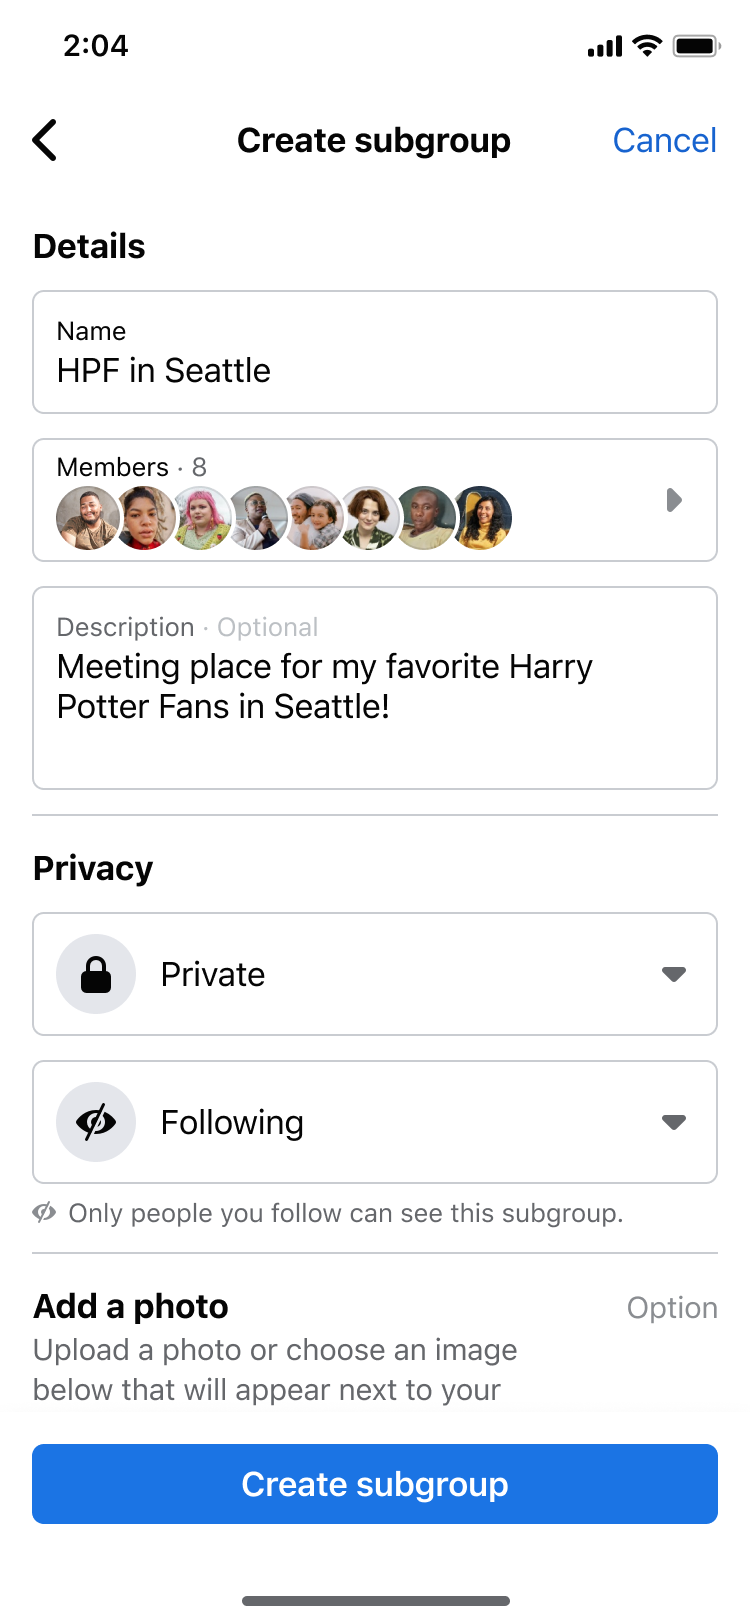 2:04
Create subgroup
Cancel
Details
Name
HPF in Seattle
Members · 8
Description · Optional
Meeting place for my favorite Harry
Potter Fans in Seattle!
Privacy
Private
Following
Only people you follow can see this subgroup.
Add a photo
Option
Upload a photo or choose an image
below that will appear next to your
Create subgroup